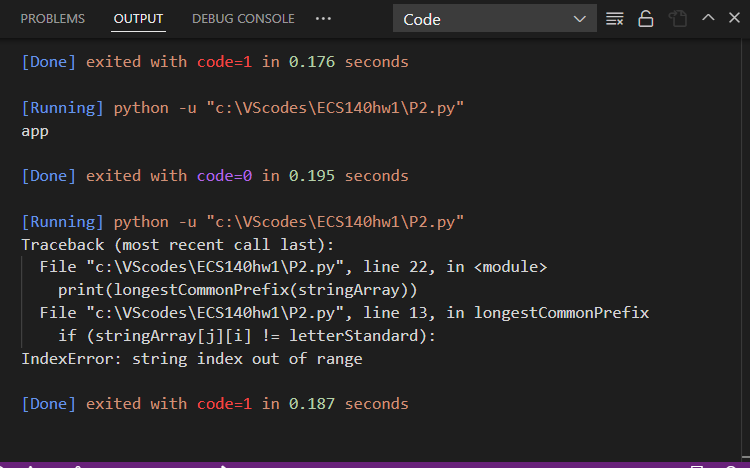 PROBLEMS OUTPUT DEBUG CONSOLE ··· Code
[Done] exited with code=1 in 0.176 seconds
[Running] python -u "c:\VScodes\ECS140hw1\P2.py"
app
[Done] exited with code=0 in 0.195 seconds
[Running] python -u "c:\VScodes\ECS140hw1\P2.py"
Traceback (most recent call last):
  File "c:\VScodes\ECS140hw1\P2.py", line 22, in <module>
    print(longestCommonPrefix(stringArray))
  File "c:\VScodes\ECS140hw1\P2.py", line 13, in longestCommonPrefix
    if (stringArray[j][i] != letterStandard):
IndexError: string index out of range
[Done] exited with code=1 in 0.187 seconds